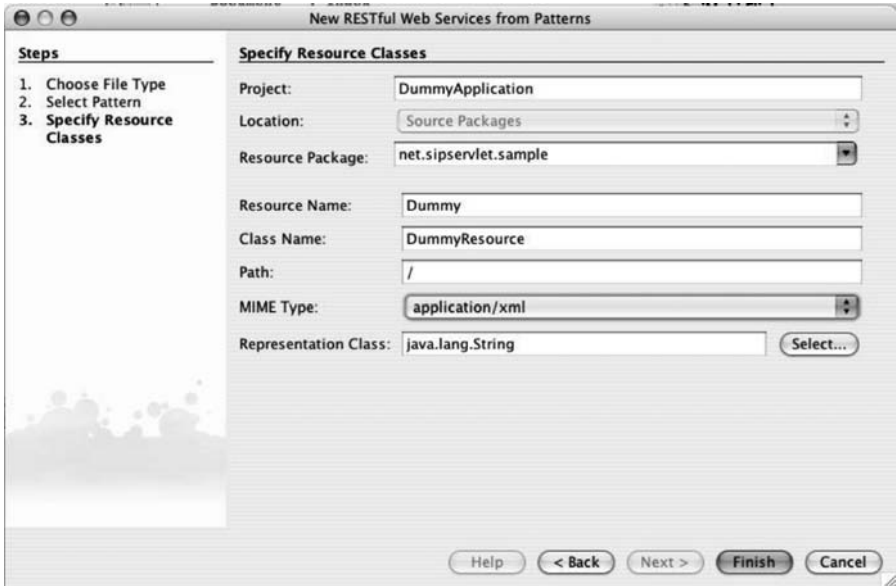 New RESTful Web Services from Patterns
Steps
1. Choose File Type
2. Select Pattern
3. Specify Resource
Classes
Specify Resource Classes
Project: DummyApplication
Location: Source Packages
Resource Package: net.sipservlet.sample
Resource Name: Dummy
Class Name: DummyResource
Path: /
MIME Type: application/xml
Representation Class: java.lang.String Select...
Help < Back Next > Finish Cancel